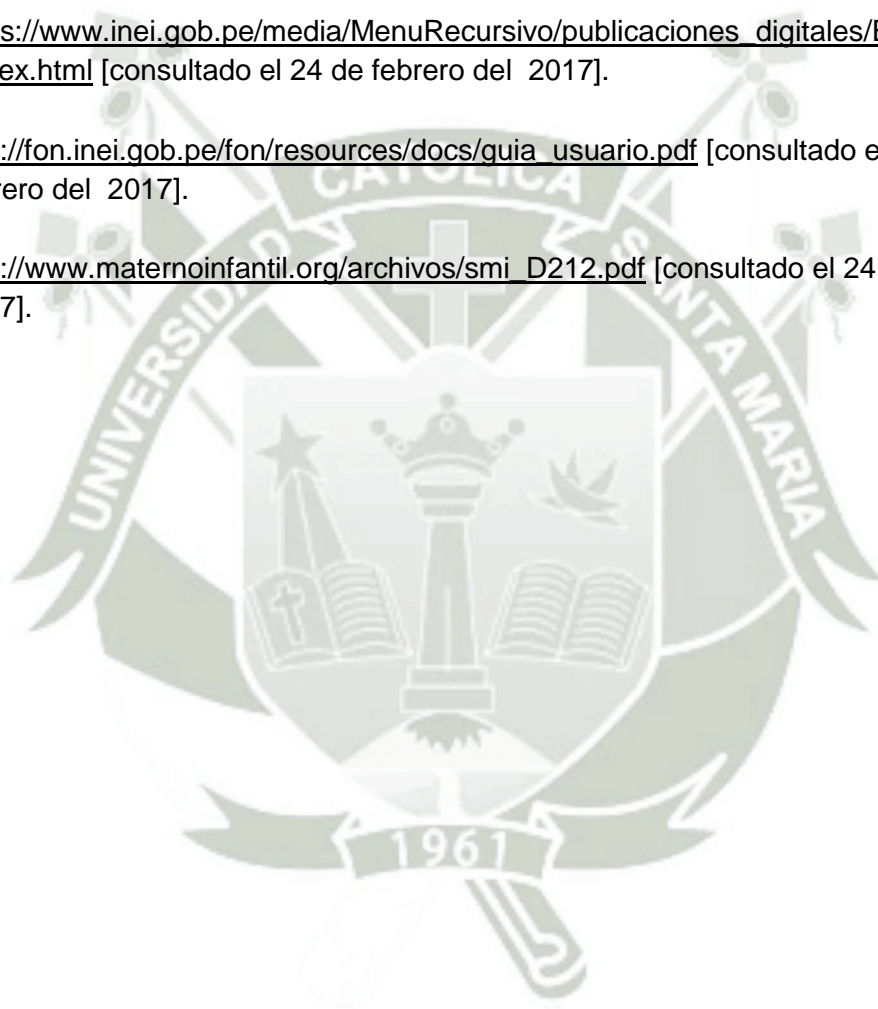 s://www.inei.gob.pe/media/MenuRecursivo/publicaciones_digitales/E
ex.html [consultado el 24 de febrero del 2017].
://fon.inei.gob.pe/fon/resources/docs/guia_usuario.pdf [consultado e
rero del 2017].
://www.maternoinfantil.org/archivos/smi_D212.pdf [consultado el 24
7].
UNIVERSIDAD CATOLICA SANTA MARIA
1961